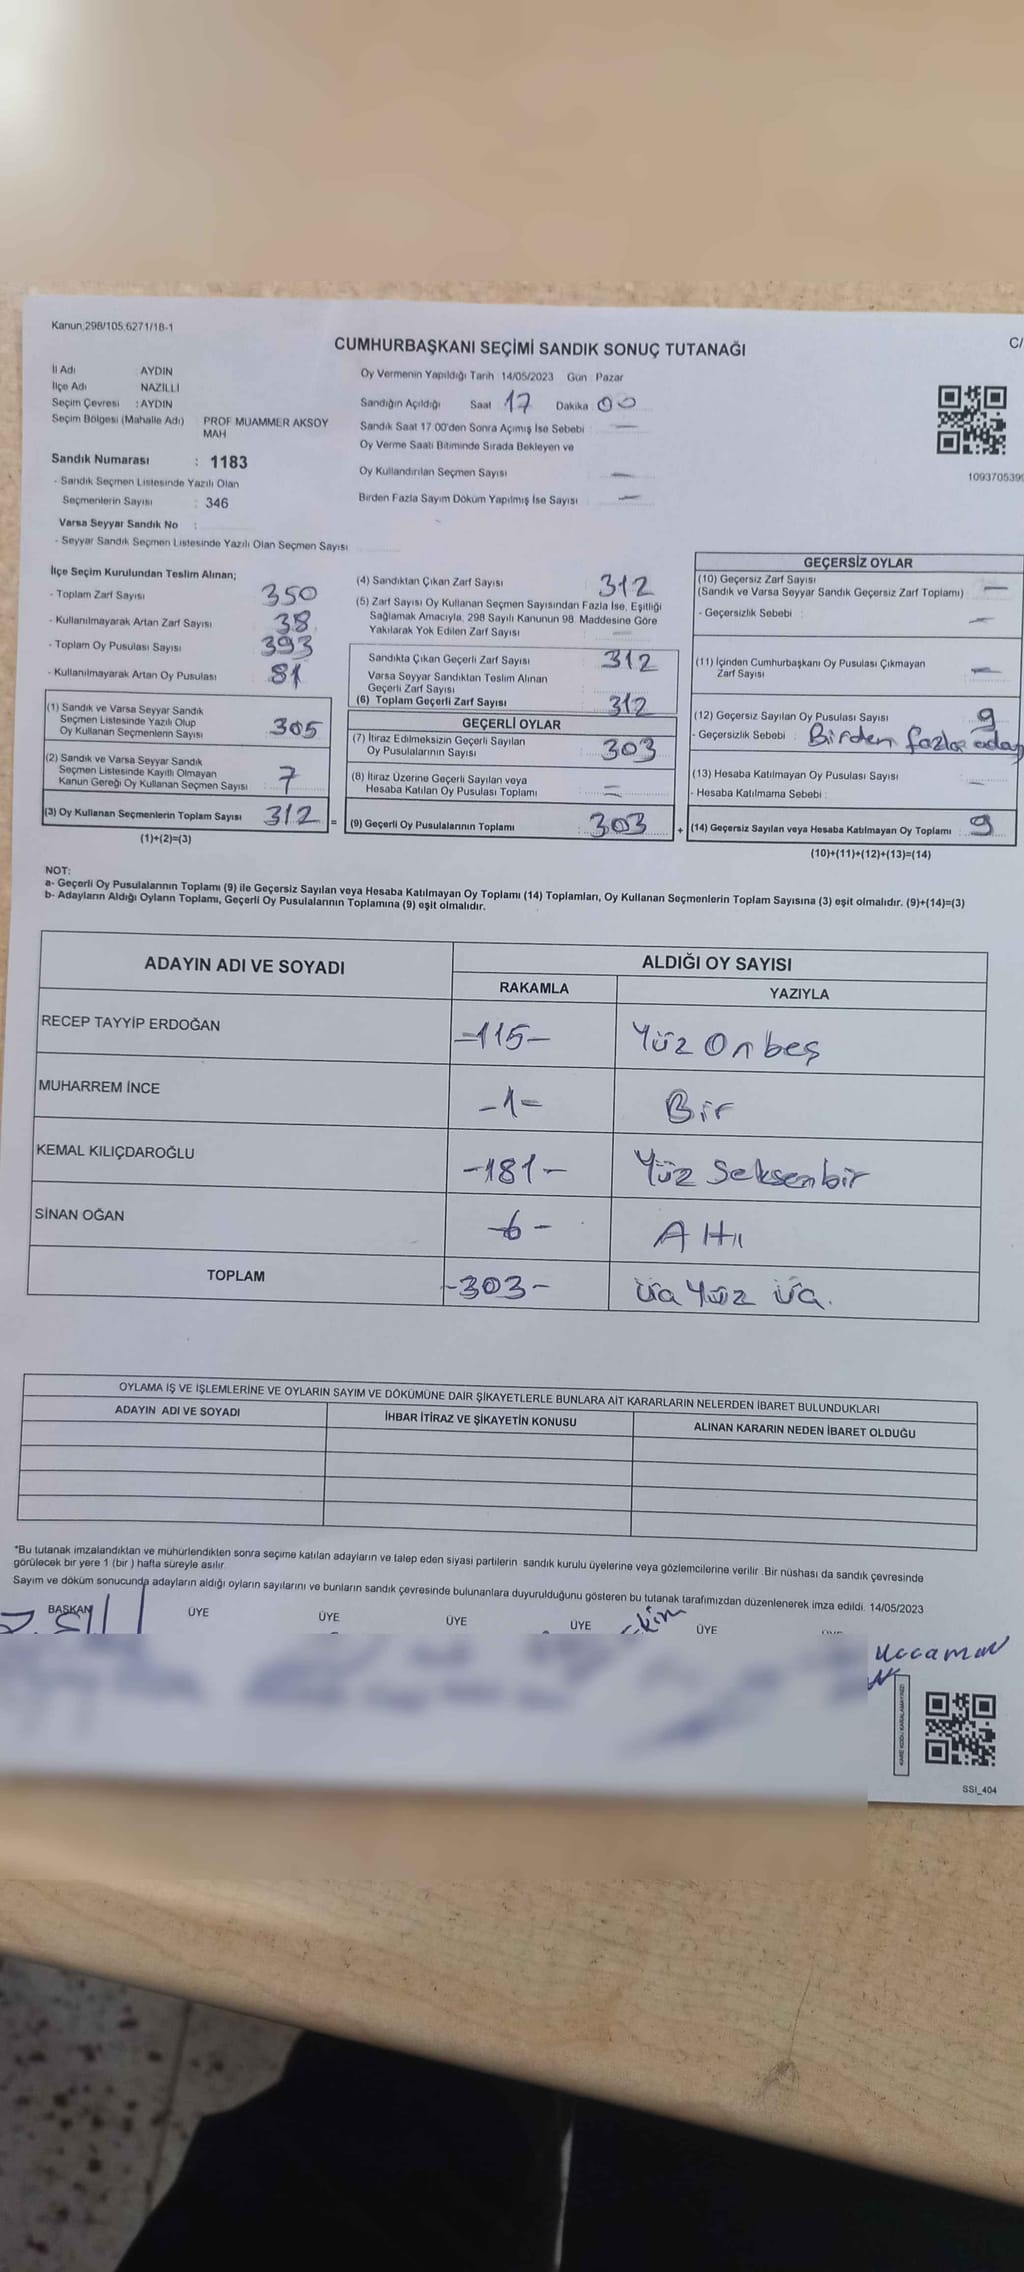 Kanun,298/105,6271/18-1
CUMHURBAŞKANI SEÇİMİ SANDIK SONUÇ TUTANAĞI
C/
İl Adı : AYDIN
İlçe Adı : NAZİLLİ
Seçim Çevresi : AYDIN
Seçim Bölgesi (Mahalle Adı) PROF MUAMMER AKSOY
MAH
Sandık Numarası : 1183
- Sandık Seçmen Listesinde Yazılı Olan
Seçmenlerin Sayısı : 346
Varsa Seyyar Sandık No :
- Seyyar Sandık Seçmen Listesinde Yazılı Olan Seçmen Sayısı
Oy Vermenin Yapıldığı Tarih : 14/05/2023 Gün : Pazar
Sandığın Açıldığı Saat 17 Dakika 00
Sandık Saat 17:00'den Sonra Açımış İse Sebebi : —
Oy Verme Saati Bitiminde Sırada Bekleyen ve
Oy Kullandırılan Seçmen Sayısı —
Birden Fazla Sayım Döküm Yapılmış İse Sayısı : —
1093705399
İlçe Seçim Kurulundan Teslim Alınan;
- Toplam Zarf Sayısı : 350
- Kullanılmayarak Artan Zarf Sayısı : 38
- Toplam Oy Pusulası Sayısı : 393
- Kullanılmayarak Artan Oy Pusulası : 81
(1) Sandık ve Varsa Seyyar Sandık
Seçmen Listesinde Yazılı Olup
Oy Kullanan Seçmenlerin Sayısı : 305
(2) Sandık ve Varsa Seyyar Sandık
Seçmen Listesinde Kayıtlı Olmayan
Kanun Gereği Oy Kullanan Seçmen Sayısı : 7
(3) Oy Kullanan Seçmenlerin Toplam Sayısı : 312
(1)+(2)=(3)
=
(4) Sandıktan Çıkan Zarf Sayısı : 312
(5) Zarf Sayısı Oy Kullanan Seçmen Sayısından Fazla İse, Eşitliği
Sağlamak Amacıyla, 298 Sayılı Kanunun 98. Maddesine Göre
Yakılarak Yok Edilen Zarf Sayısı : —
Sandıkta Çıkan Geçerli Zarf Sayısı : 312
Varsa Seyyar Sandıktan Teslim Alınan
Geçerli Zarf Sayısı :
(6) Toplam Geçerli Zarf Sayısı : 312
GEÇERLİ OYLAR
(7) İtiraz Edilmeksizin Geçerli Sayılan
Oy Pusulalarının Sayısı : 303
(8) İtiraz Üzerine Geçerli Sayılan veya
Hesaba Katılan Oy Pusulası Toplamı : =
(9) Geçerli Oy Pusulalarının Toplamı : 303
+
GEÇERSİZ OYLAR
(10) Geçersiz Zarf Sayısı
(Sandık ve Varsa Seyyar Sandık Geçersiz Zarf Toplamı) : —
- Geçersizlik Sebebi : —
(11) İçinden Cumhurbaşkanı Oy Pusulası Çıkmayan
Zarf Sayısı : —
(12) Geçersiz Sayılan Oy Pusulası Sayısı : 9
- Geçersizlik Sebebi : Birden fazla aday
(13) Hesaba Katılmayan Oy Pusulası Sayısı : —
- Hesaba Katılmama Sebebi :
(14) Geçersiz Sayılan veya Hesaba Katılmayan Oy Toplamı : 9
(10)+(11)+(12)+(13)=(14)
NOT:
a- Geçerli Oy Pusulalarının Toplamı (9) ile Geçersiz Sayılan veya Hesaba Katılmayan Oy Toplamı (14) Toplamları, Oy Kullanan Seçmenlerin Toplam Sayısına (3) eşit olmalıdır. (9)+(14)=(3)
b- Adayların Aldığı Oyların Toplamı, Geçerli Oy Pusulalarının Toplamına (9) eşit olmalıdır.
ADAYIN ADI VE SOYADI ALDIĞI OY SAYISI
RAKAMLA YAZIYLA
RECEP TAYYİP ERDOĞAN -115- Yüz Onbeş
MUHARREM İNCE -1- Bir
KEMAL KILIÇDAROĞLU -181- Yüz Seksenbir
SİNAN OĞAN -6- Altı
TOPLAM -303- Üç Yüz Üç.
OYLAMA İŞ VE İŞLEMLERİNE VE OYLARIN SAYIM VE DÖKÜMÜNE DAİR ŞİKAYETLERLE BUNLARA AİT KARARLARIN NELERDEN İBARET BULUNDUKLARI
ADAYIN ADI VE SOYADI İHBAR İTİRAZ VE ŞİKAYETİN KONUSU ALINAN KARARIN NEDEN İBARET OLDUĞU
*Bu tutanak imzalandıktan ve mühürlendikten sonra seçime katılan adayların ve talep eden siyasi partilerin sandık kurulu üyelerine veya gözlemcilerine verilir. Bir nüshası da sandık çevresinde
görülecek bir yere 1 (bir ) hafta süreyle asılır.
Sayım ve döküm sonucunda adayların aldığı oyların sayılarını ve bunların sandık çevresinde bulunanlara duyurulduğunu gösteren bu tutanak tarafımızdan düzenlenerek imza edildi. 14/05/2023
BAŞKAN ÜYE ÜYE ÜYE ÜYE ÜYE
KARE KODU KARALAMAYINIZ!
SSI_404